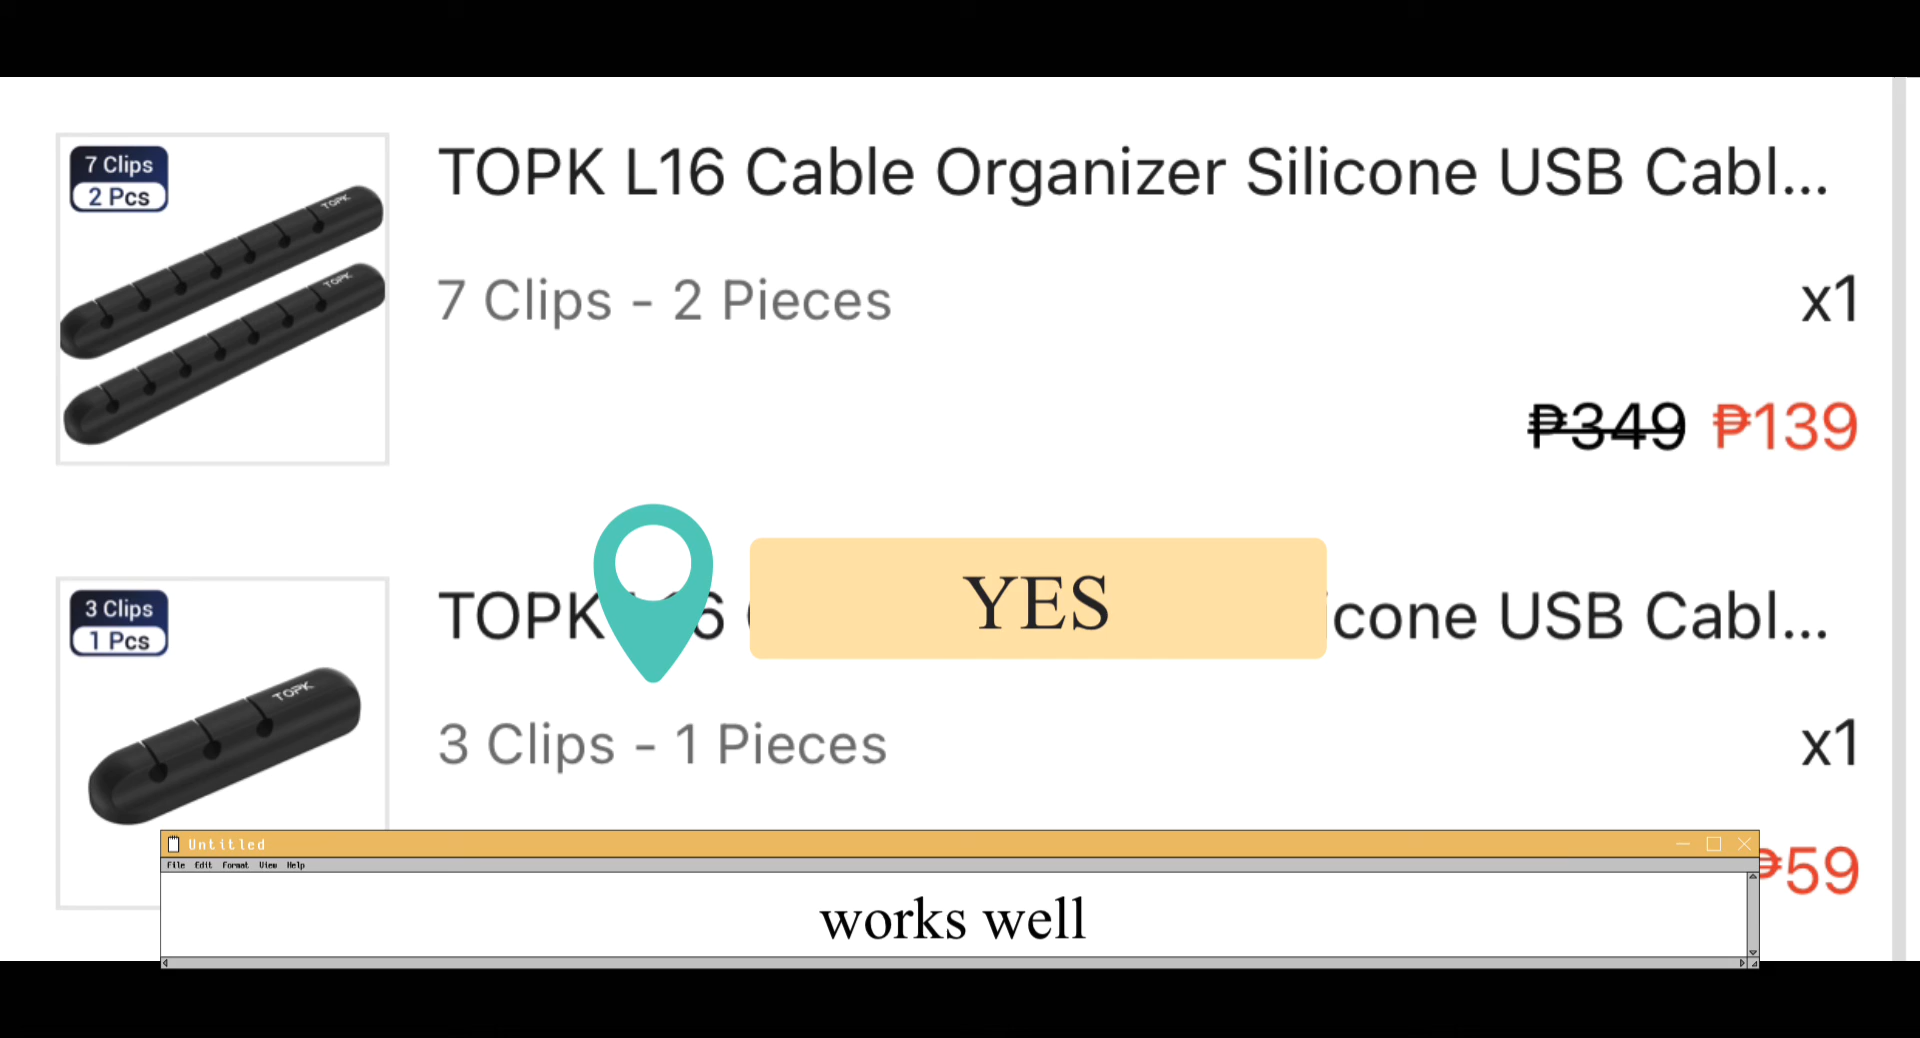 7 Clips
2 Pcs
TOPK
TOPK
TOPK L16 Cable Organizer Silicone USB Cabl...
7 Clips - 2 Pieces
x1
₱349 ₱139
YES
3 Clips
1 Pcs
TOPK
TOPK 6 icone USB Cabl...
3 Clips - 1 Pieces
x1
₱59
Untitled
File Edit Format View Help
works well